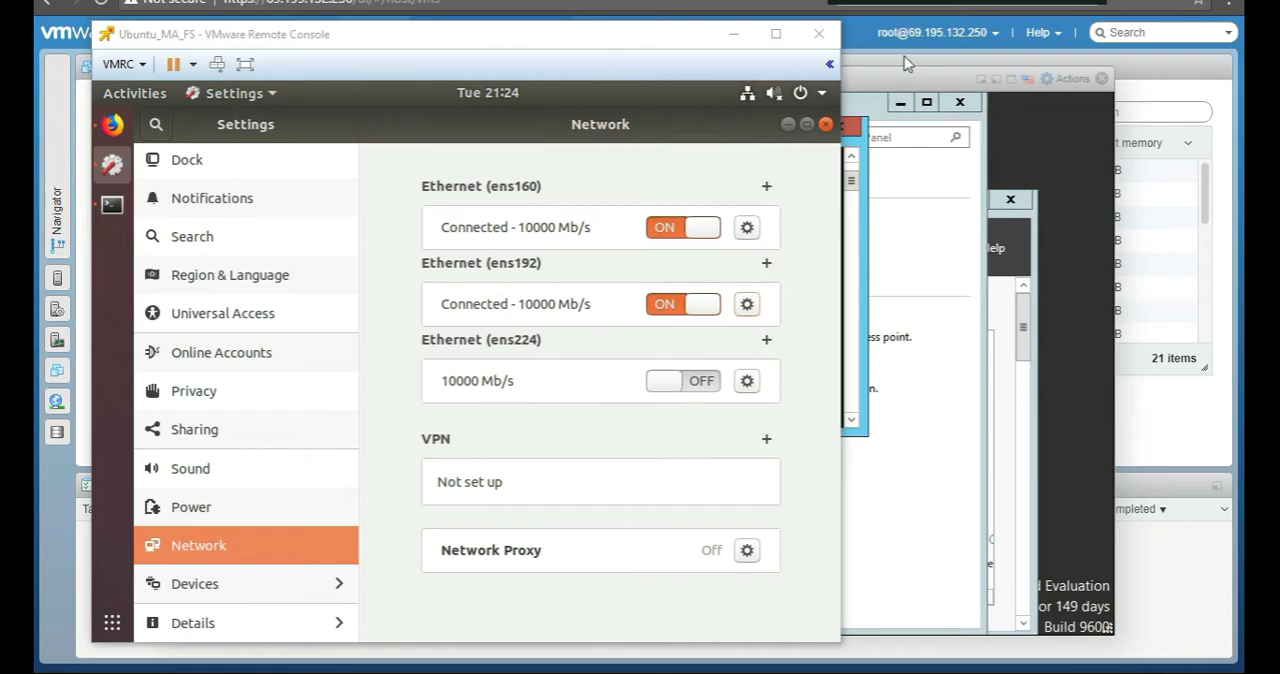 Ubuntu_MA_FS - VMware Remote Console
root@69.195.132.250
Help
Search
VMRC
Actions
Activities
Settings
Tue 21:24
Settings
Network
Dock
Notifications
Search
Region & Language
Universal Access
Online Accounts
Privacy
Sharing
Sound
Power
Network
Devices
Details
Ethernet (ens160)
Connected - 10000 Mb/s
ON
Ethernet (ens192)
Connected - 10000 Mb/s
ON
Ethernet (ens224)
10000 Mb/s
OFF
VPN
Not set up
Network Proxy
Off
Navigator
memory
21 items
ess point.
Evaluation
or 149 days
Build 9600